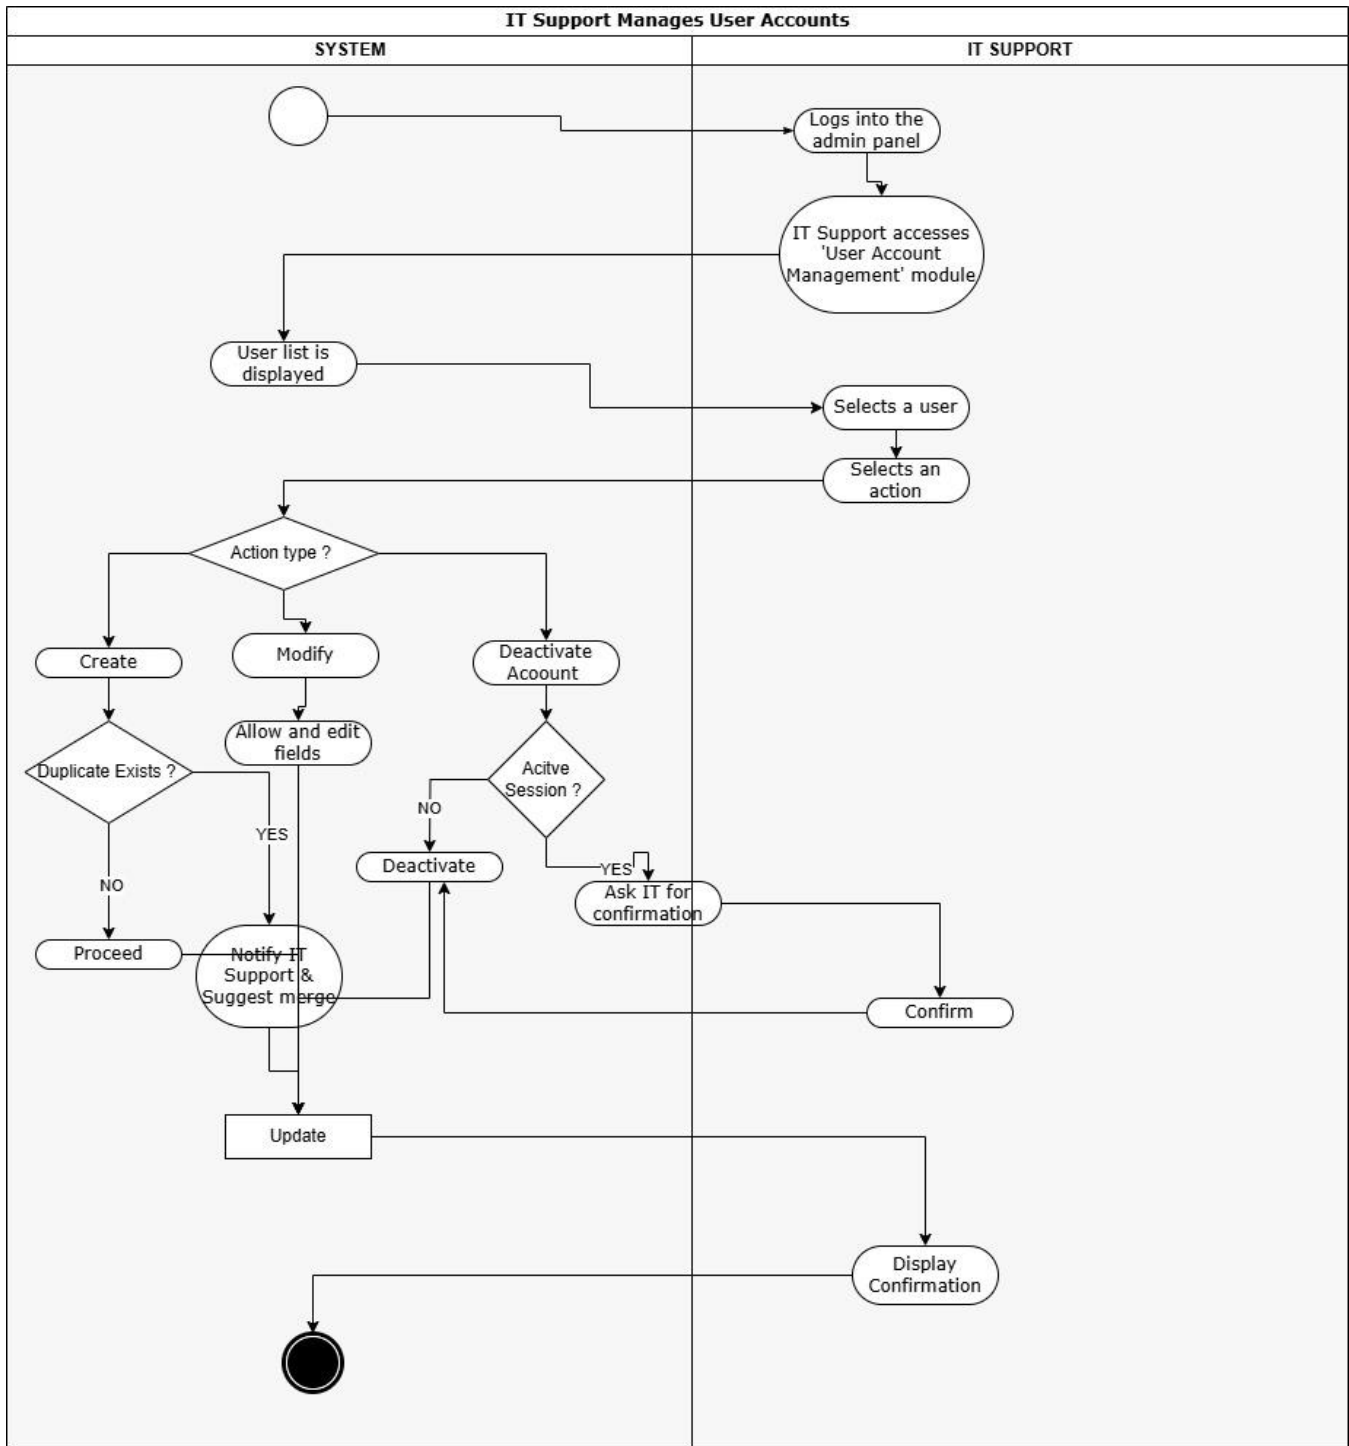 IT Support Manages User Accounts
SYSTEM
IT SUPPORT
Logs into the
admin panel
IT Support accesses
'User Account
Management' module
User list is
displayed
Selects a user
Selects an
action
Action type ?
Create
Modify
Deactivate
Acoount
Allow and edit
fields
Duplicate Exists ?
Acitve
Session ?
NO
YES
Deactivate
YES
Ask IT for
confirmation
NO
Proceed
Notify IT
Support &
Suggest merge
Confirm
Update
Display
Confirmation